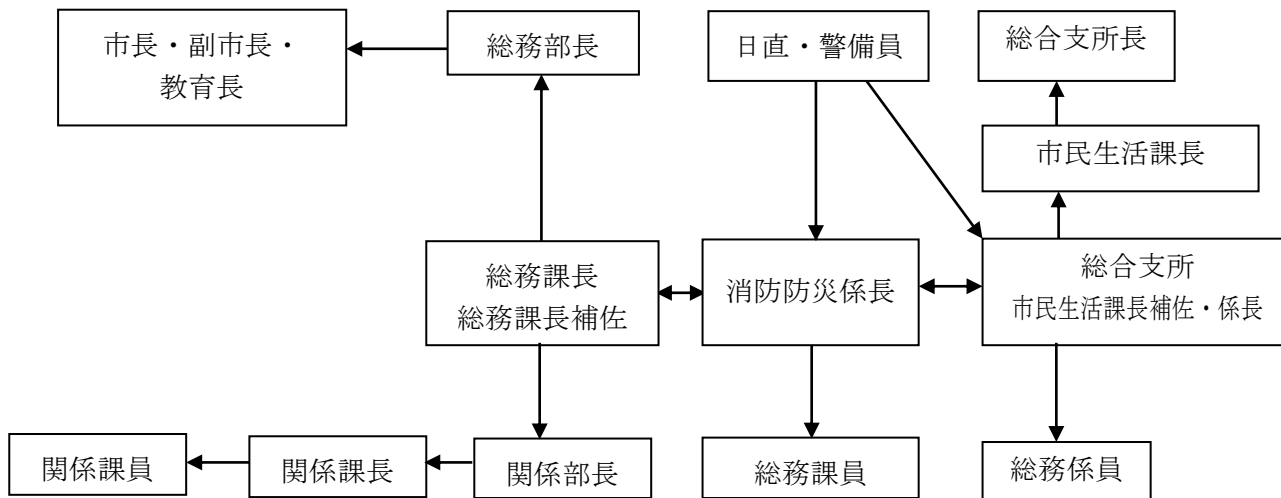 市長・副市長・
教育長
総務部長
日直・警備員
総合支所長
市民生活課長
総務課長
総務課長補佐
消防防災係長
総合支所
市民生活課長補佐・係長
関係課員
関係課長
関係部長
総務課員
総務係員